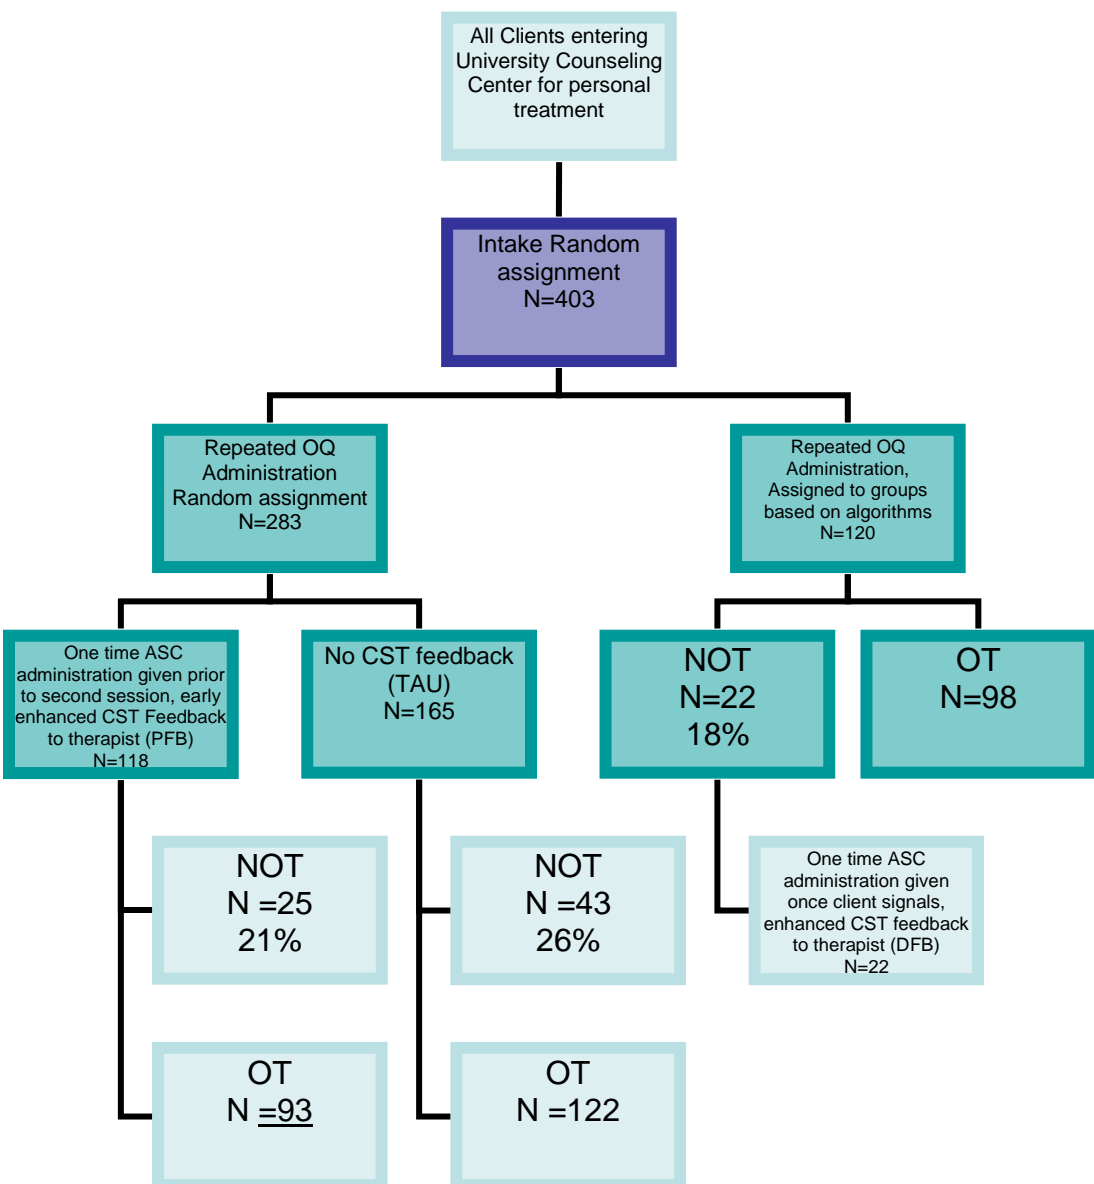 All Clients entering
University Counseling
Center for personal
treatment
Intake Random
assignment
N=403
Repeated OQ
Administration
Random assignment
N=283
Repeated OQ
Administration,
Assigned to groups
based on algorithms
N=120
One time ASC
administration given prior
to second session, early
enhanced CST Feedback
to therapist (PFB)
N=118
No CST feedback
(TAU)
N=165
NOT
N=22
18%
OT
N=98
NOT
N =25
21%
NOT
N =43
26%
One time ASC
administration given
once client signals,
enhanced CST feedback
to therapist (DFB)
N=22
OT
N =93
OT
N =122